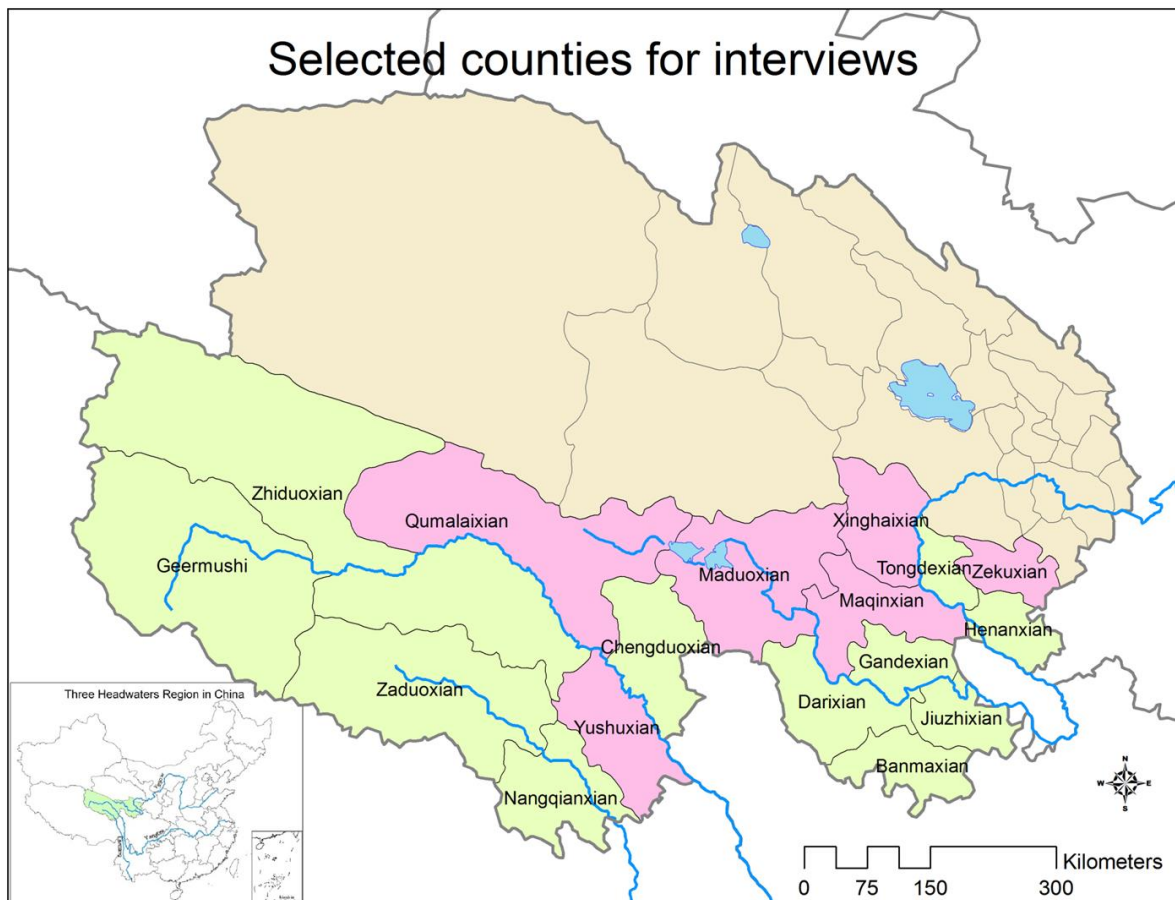 Selected counties for interviews
Zhiduoxian
Qumalaixian
Xinghaixian
Geermushi
Maduoxian
Tongdexian
Zekuxian
Maqinxian
Henanxian
Chengduoxian
Gandexian
Zaduoxian
Darixian
Jiuzhixian
Yushuxian
Banmaxian
Nangqianxian
Three Headwaters Region in China
Yangtze
N
W E
S
Kilometers
0 75 150 300